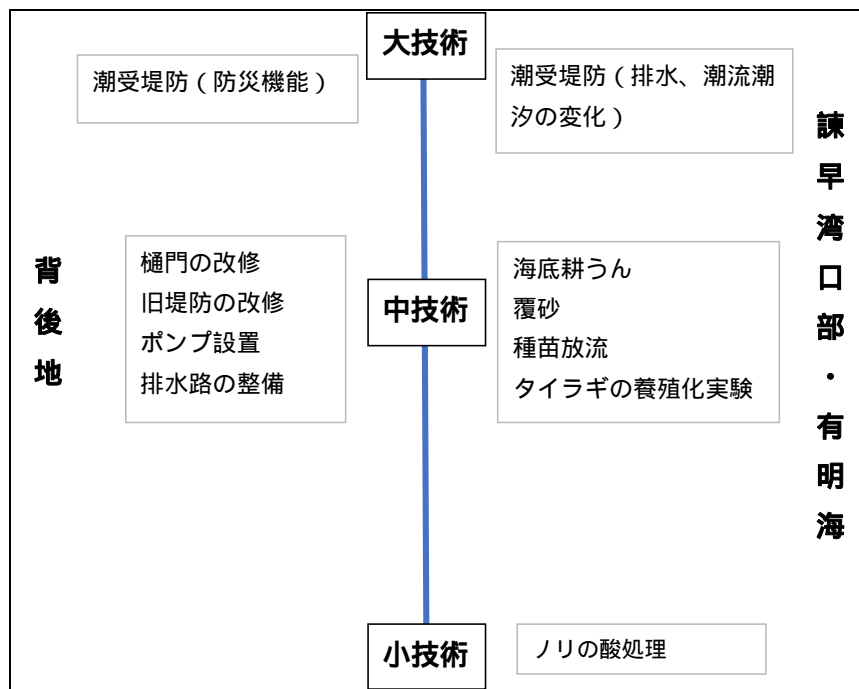 大技術
潮受堤防（防災機能）
潮受堤防（排水、潮流潮
汐の変化）
背後地
諫早湾口部・有明海
中技術
樋門の改修
旧堤防の改修
ポンプ設置
排水路の整備
海底耕うん
覆砂
種苗放流
タイラギの養殖化実験
小技術
ノリの酸処理